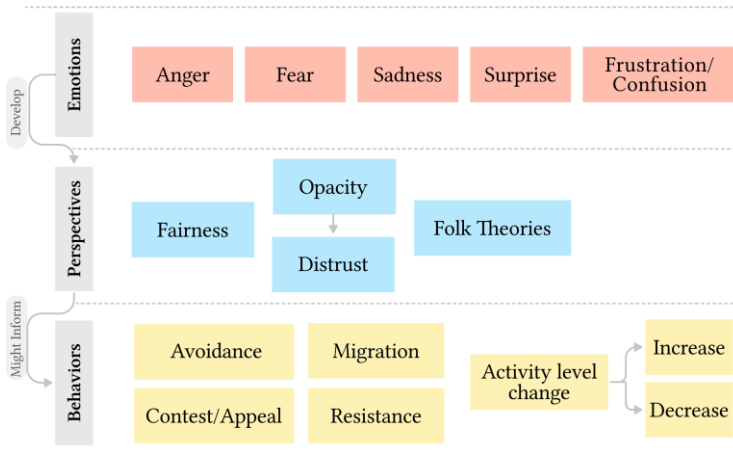 Emotions
Anger
Fear
Sadness
Surprise
Frustration/
Confusion
Develop
Perspectives
Opacity
Fairness
Folk Theories
Distrust
Might Inform
Behaviors
Avoidance
Migration
Activity level
change
Increase
Contest/Appeal
Resistance
Decrease